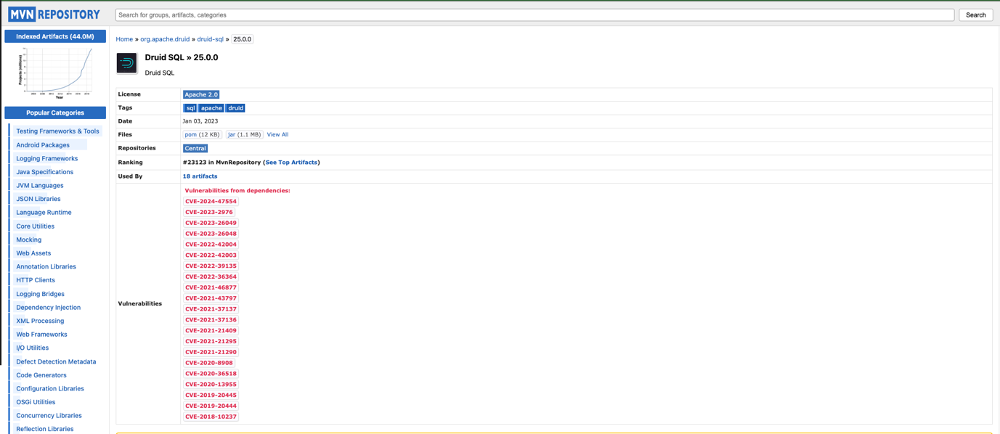 MVN REPOSITORY
Search for groups, artifacts, categories
Search
Indexed Artifacts (44.0M)
Projects (millions)
Year
Popular Categories
Testing Frameworks & Tools
Android Packages
Logging Frameworks
Java Specifications
JVM Languages
JSON Libraries
Language Runtime
Core Utilities
Mocking
Web Assets
Annotation Libraries
HTTP Clients
Logging Bridges
Dependency Injection
XML Processing
Web Frameworks
I/O Utilities
Defect Detection Metadata
Code Generators
Configuration Libraries
OSGi Utilities
Concurrency Libraries
Reflection Libraries
Home » org.apache.druid » druid-sql » 25.0.0
Druid SQL » 25.0.0
Druid SQL
License Apache 2.0
Tags sql apache druid
Date Jan 03, 2023
Files pom (12 KB) jar (1.1 MB) View All
Repositories Central
Ranking #23123 in MvnRepository (See Top Artifacts)
Used By 18 artifacts
Vulnerabilities
Vulnerabilities from dependencies:
CVE-2024-47554
CVE-2023-2976
CVE-2023-26049
CVE-2023-26048
CVE-2022-42004
CVE-2022-42003
CVE-2022-39135
CVE-2022-36364
CVE-2021-46877
CVE-2021-43797
CVE-2021-37137
CVE-2021-37136
CVE-2021-21409
CVE-2021-21295
CVE-2021-21290
CVE-2020-8908
CVE-2020-36518
CVE-2020-13955
CVE-2019-20445
CVE-2019-20444
CVE-2018-10237